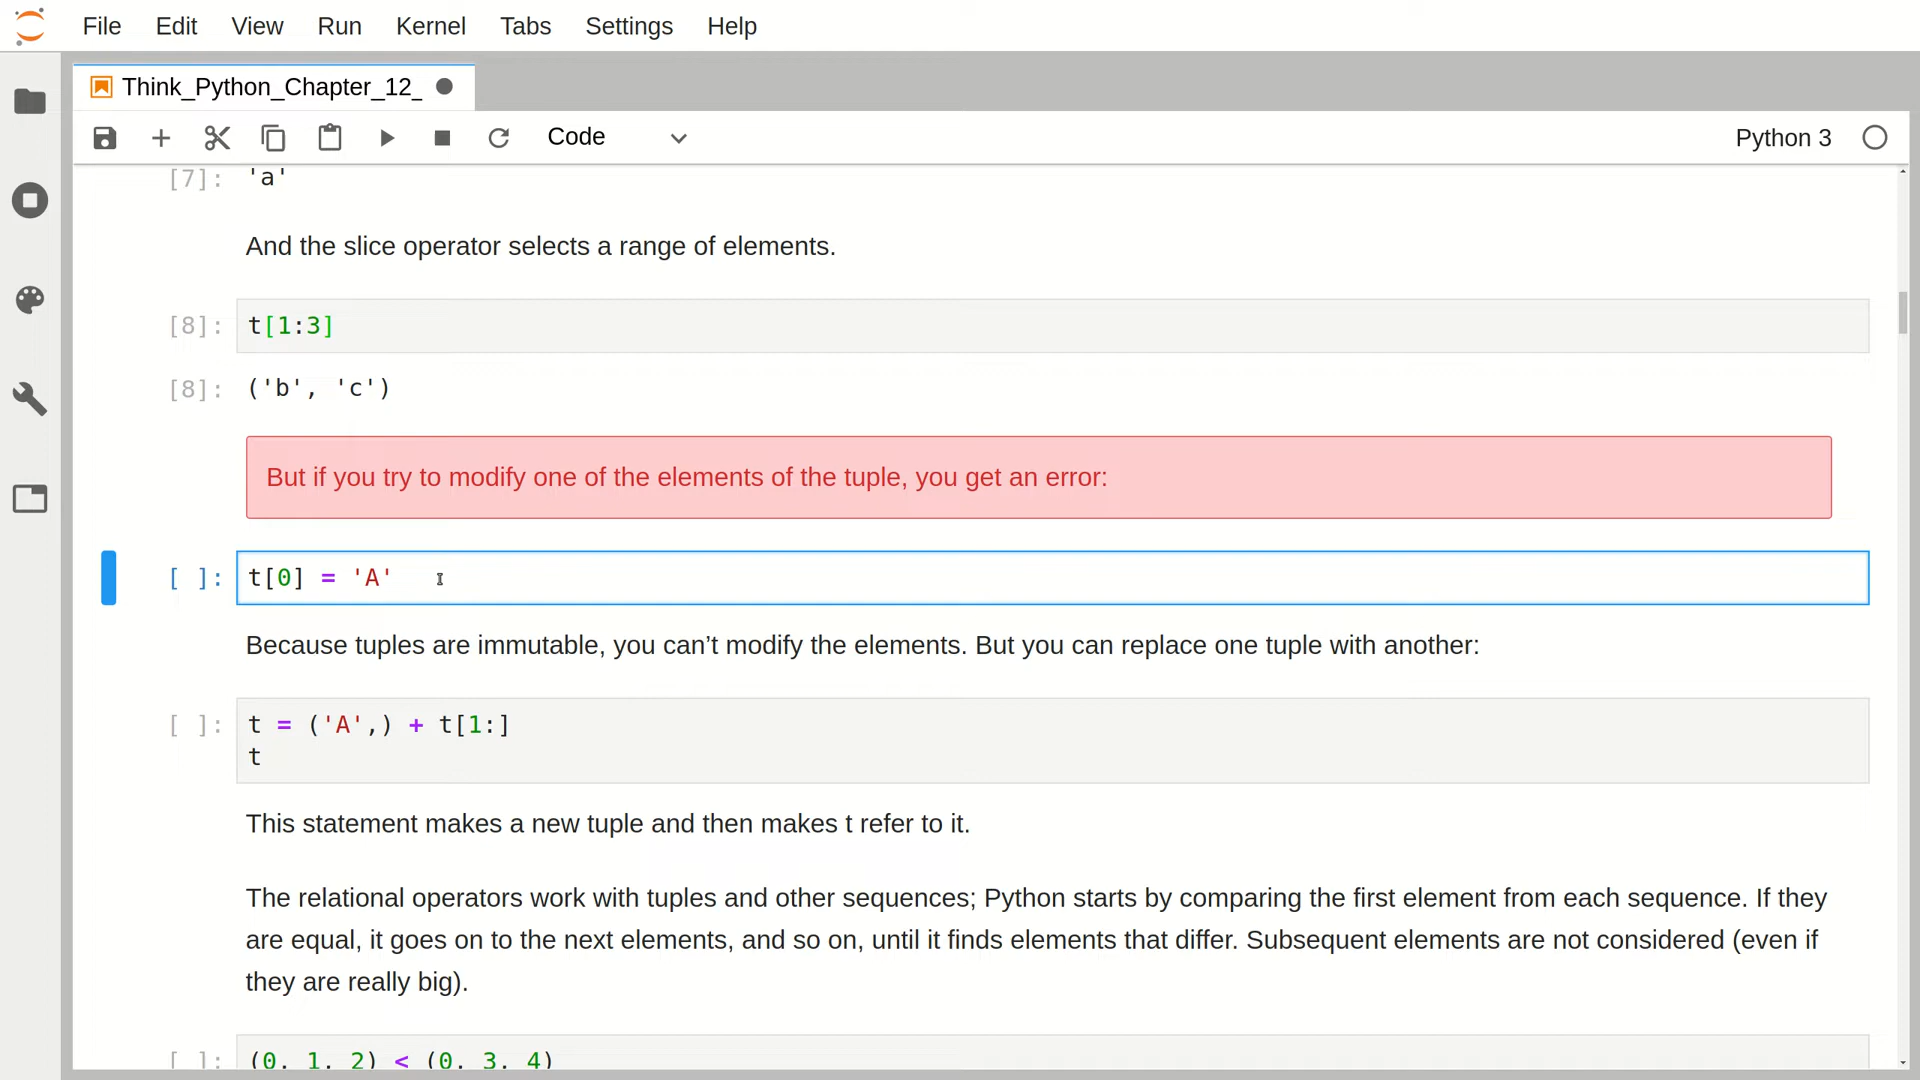 File Edit View Run Kernel Tabs Settings Help
Think_Python_Chapter_12_
Code Python 3
[7]: 'a'
And the slice operator selects a range of elements.
[8]: t[1:3]
[8]: ('b', 'c')
But if you try to modify one of the elements of the tuple, you get an error:
[ ]: t[0] = 'A'
Because tuples are immutable, you can’t modify the elements. But you can replace one tuple with another:
[ ]: t = ('A',) + t[1:]
t
This statement makes a new tuple and then makes t refer to it.
The relational operators work with tuples and other sequences; Python starts by comparing the first element from each sequence. If they
are equal, it goes on to the next elements, and so on, until it finds elements that differ. Subsequent elements are not considered (even if
they are really big).
[ ]: (0, 1, 2) < (0, 3, 4)